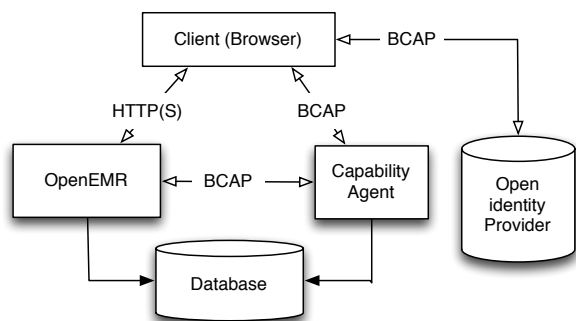 Client (Browser)
BCAP
HTTP(S)
BCAP
OpenEMR
BCAP
Capability
Agent
Open
identity
Provider
Database